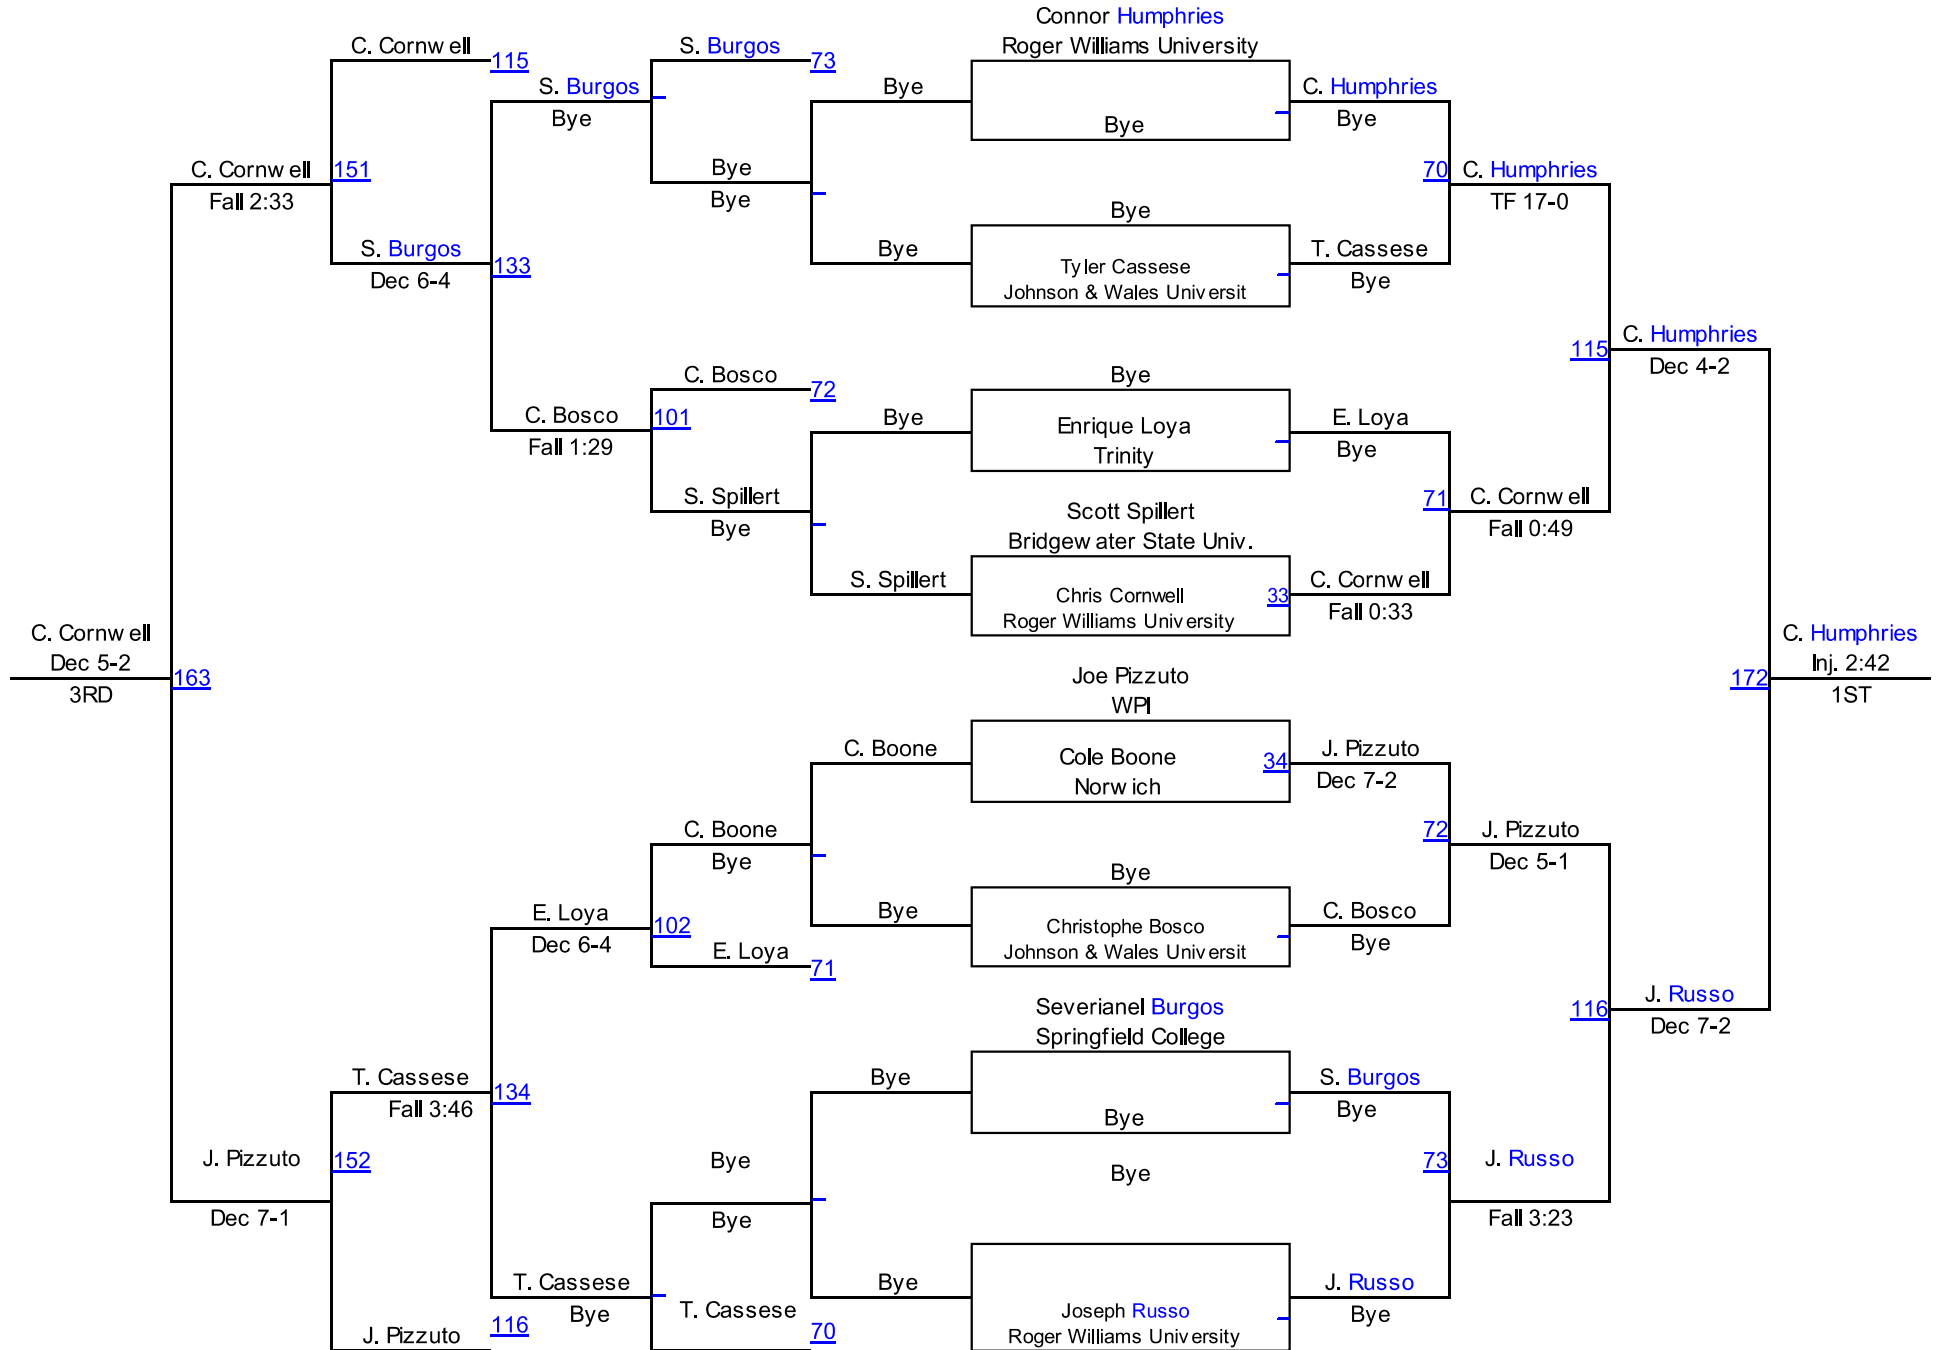 Connor Humphries
C. Cornwell S. Burgos Roger Williams University
115 73
S. Burgos Bye C. Humphries
Bye Bye Bye
C. Cornwell 151 Bye 70 C. Humphries
Fall 2:33 Bye TF 17-0
Bye
S. Burgos Bye T. Cassese
133 Tyler Cassese
Dec 6-4 Johnson & Wales Universit Bye
C. Humphries
115
C. Bosco Bye Dec 4-2
72
C. Bosco 101 Bye Enrique Loya E. Loya
Fall 1:29 Trinity Bye
S. Spillert 71 C. Cornwell
Bye Scott Spillert Fall 0:49
Bridgewater State Univ.
S. Spillert Chris Cornwell 33 C. Cornwell
Roger Williams University Fall 0:33
C. Cornwell C. Humphries
Dec 5-2 Inj. 2:42
163 Joe Pizzuto 172
3RD WPI 1ST
C. Boone Cole Boone 34 J. Pizzuto
Norwich Dec 7-2
C. Boone 72 J. Pizzuto
Bye Dec 5-1
Bye
E. Loya 102 Bye Christophe Bosco C. Bosco
Dec 6-4 E. Loya Johnson & Wales Universit Bye
71
Severianel Burgos 116 J. Russo
Springfield College Dec 7-2
T. Cassese 134 Bye S. Burgos
Fall 3:46 Bye Bye
J. Pizzuto 152 Bye Bye 73 J. Russo
Dec 7-1 Bye Fall 3:23
T. Cassese Bye J. Russo
Bye T. Cassese Joseph Russo Bye
J. Pizzuto 116 70 Roger Williams University